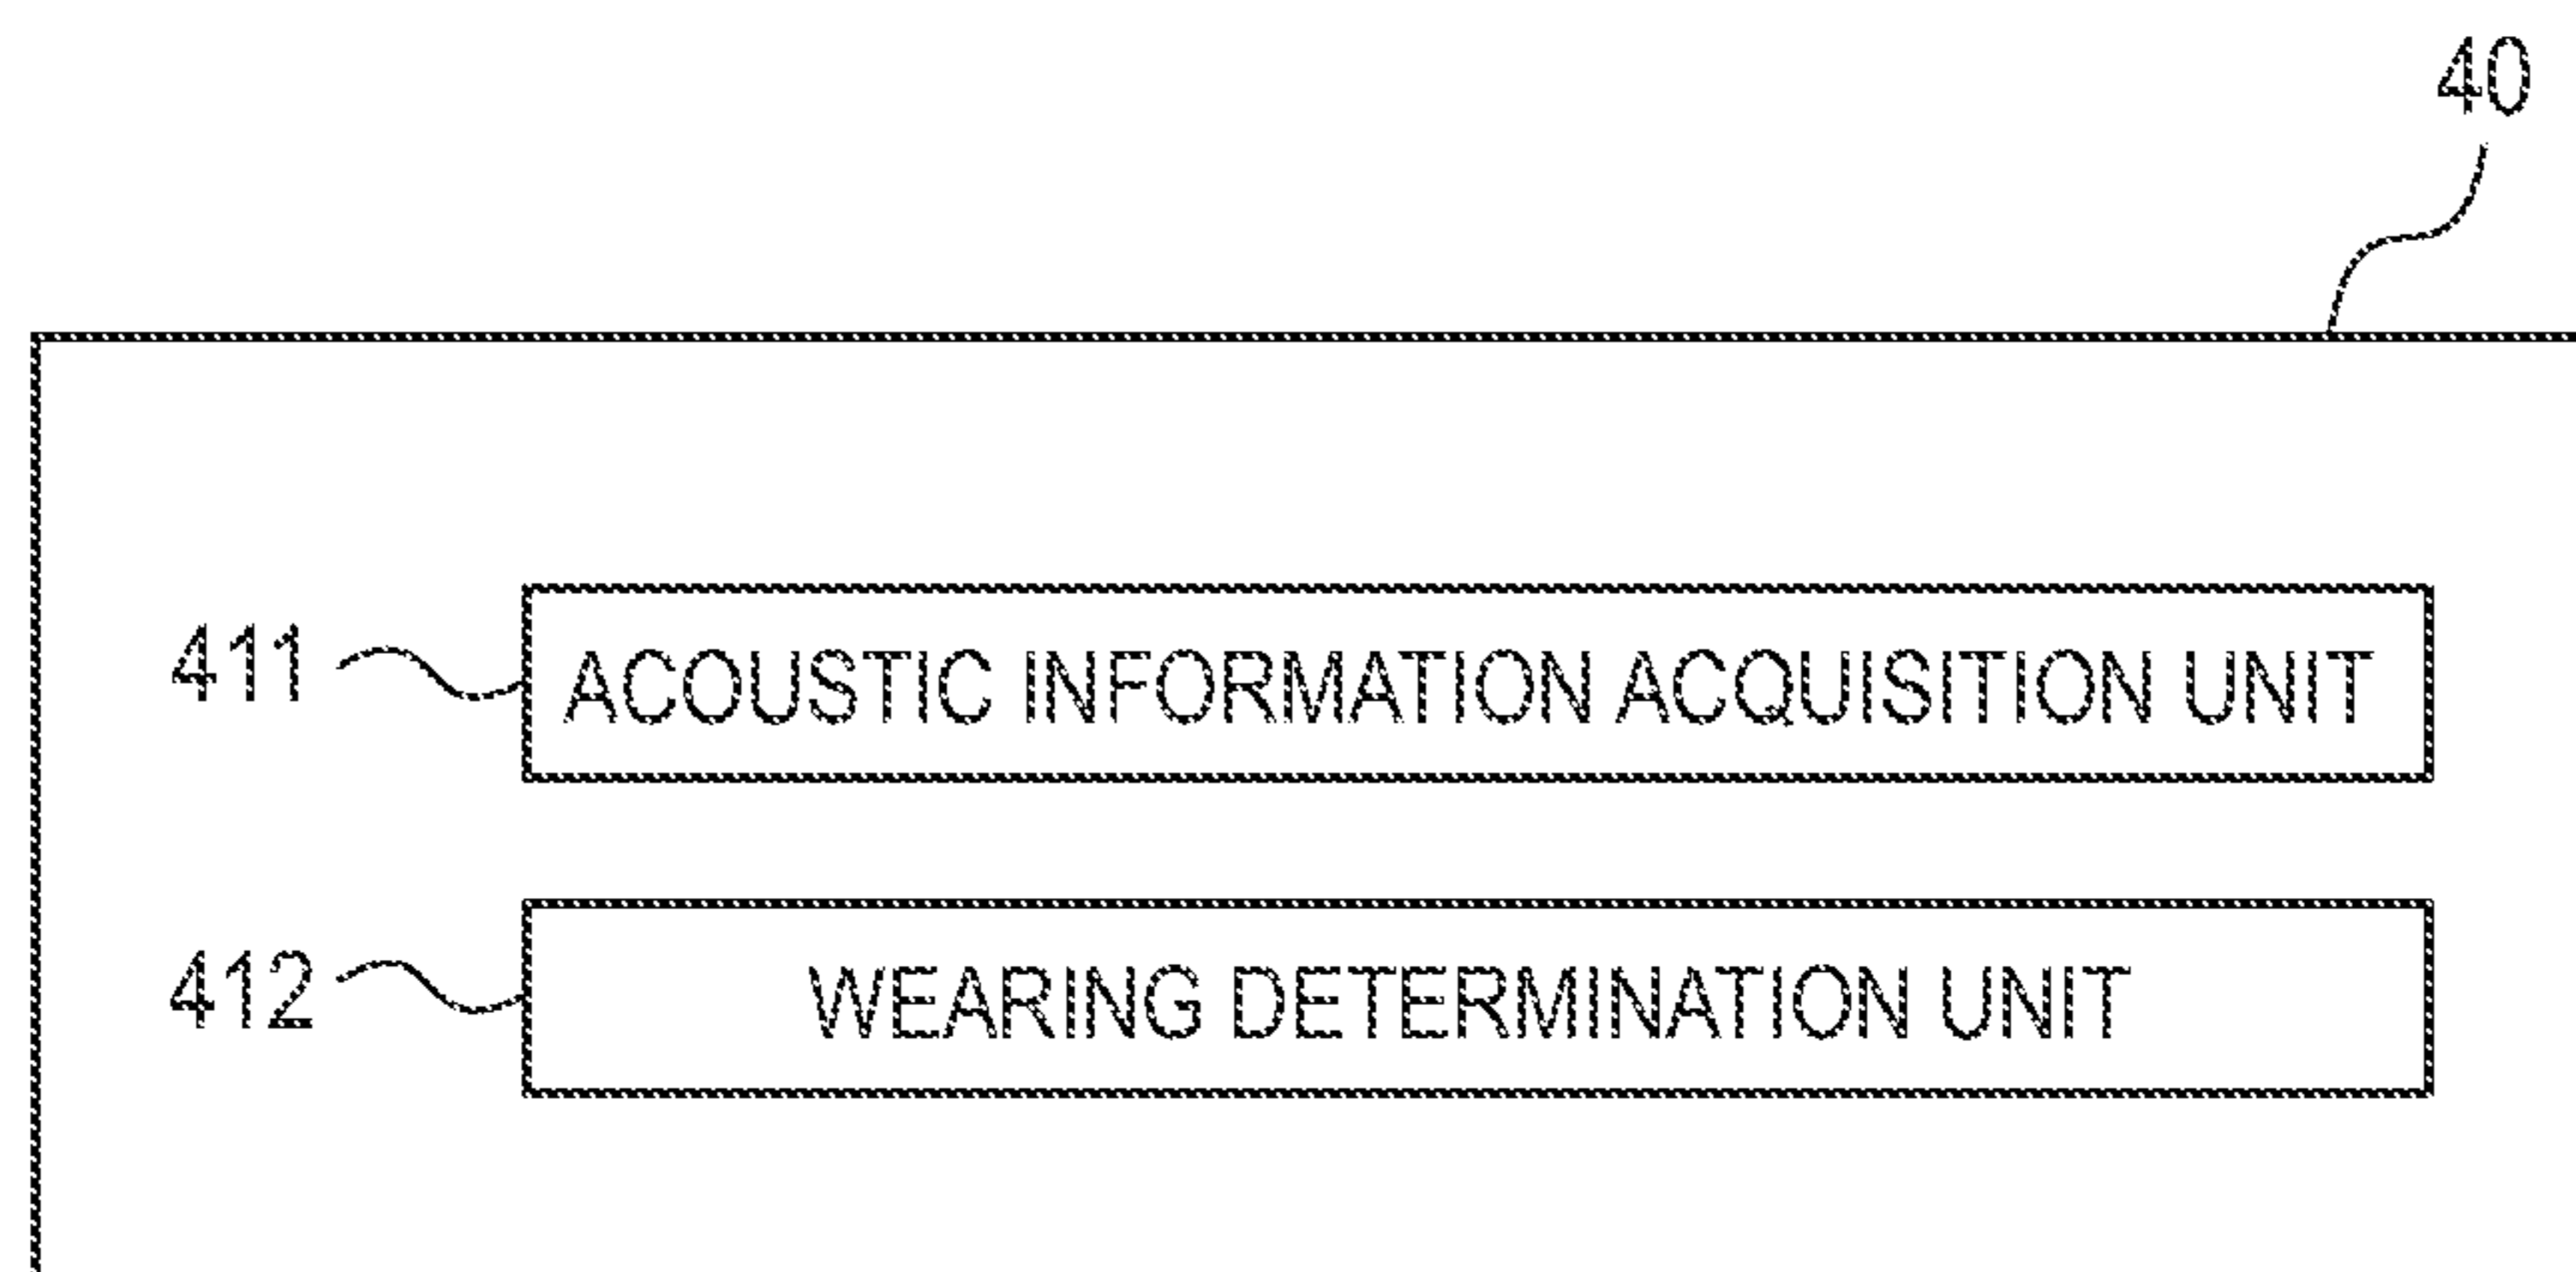 40
411 ACOUSTIC INFORMATION ACQUISITION UNIT
412 WEARING DETERMINATION UNIT